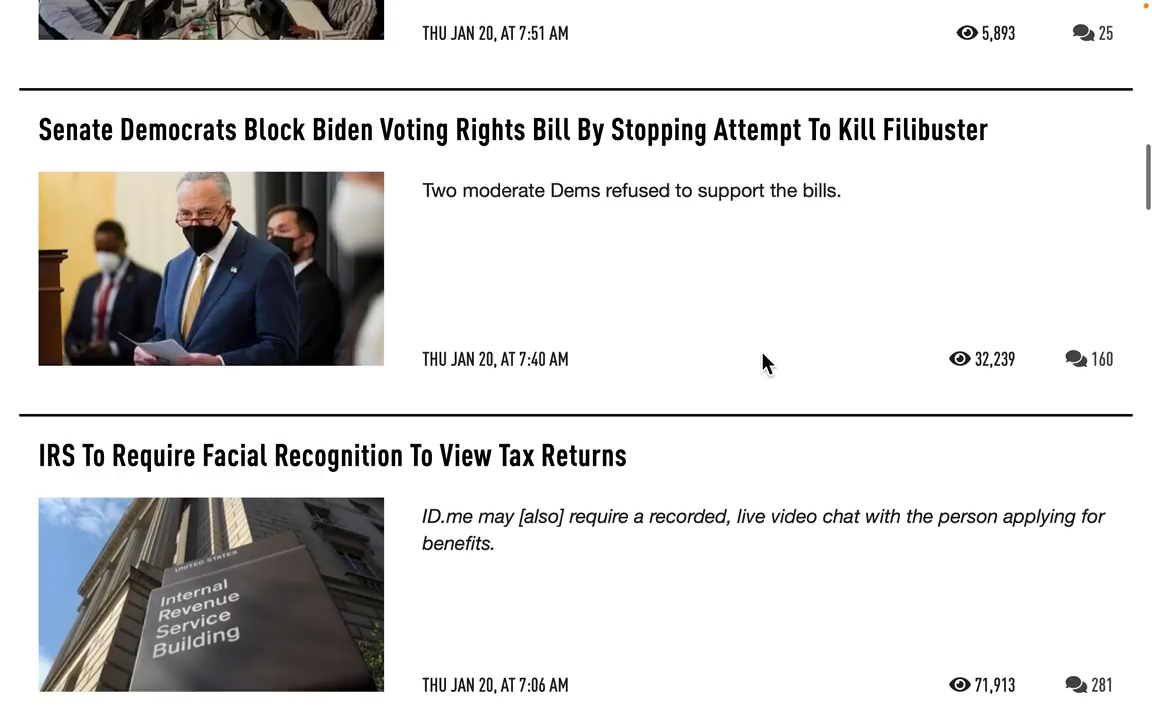 THU JAN 20, AT 7:51 AM 5,893 25
Senate Democrats Block Biden Voting Rights Bill By Stopping Attempt To Kill Filibuster
Two moderate Dems refused to support the bills.
THU JAN 20, AT 7:40 AM 32,239 160
IRS To Require Facial Recognition To View Tax Returns
ID.me may [also] require a recorded, live video chat with the person applying for
benefits.
UNITED STATES
Internal
Revenue
Service
Building
THU JAN 20, AT 7:06 AM 71,913 281